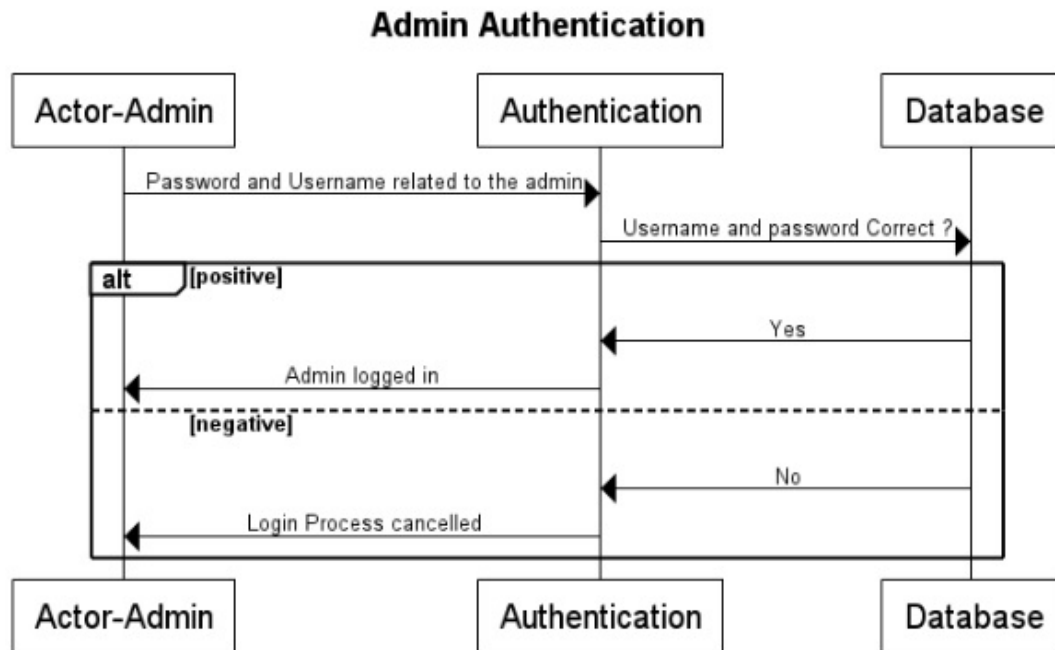 Admin Authentication
Actor-Admin
Authentication
Database
Password and Username related to the admin
Username and password Correct ?
alt
[positive]
Yes
Admin logged in
[negative]
No
Login Process cancelled
Actor-Admin
Authentication
Database